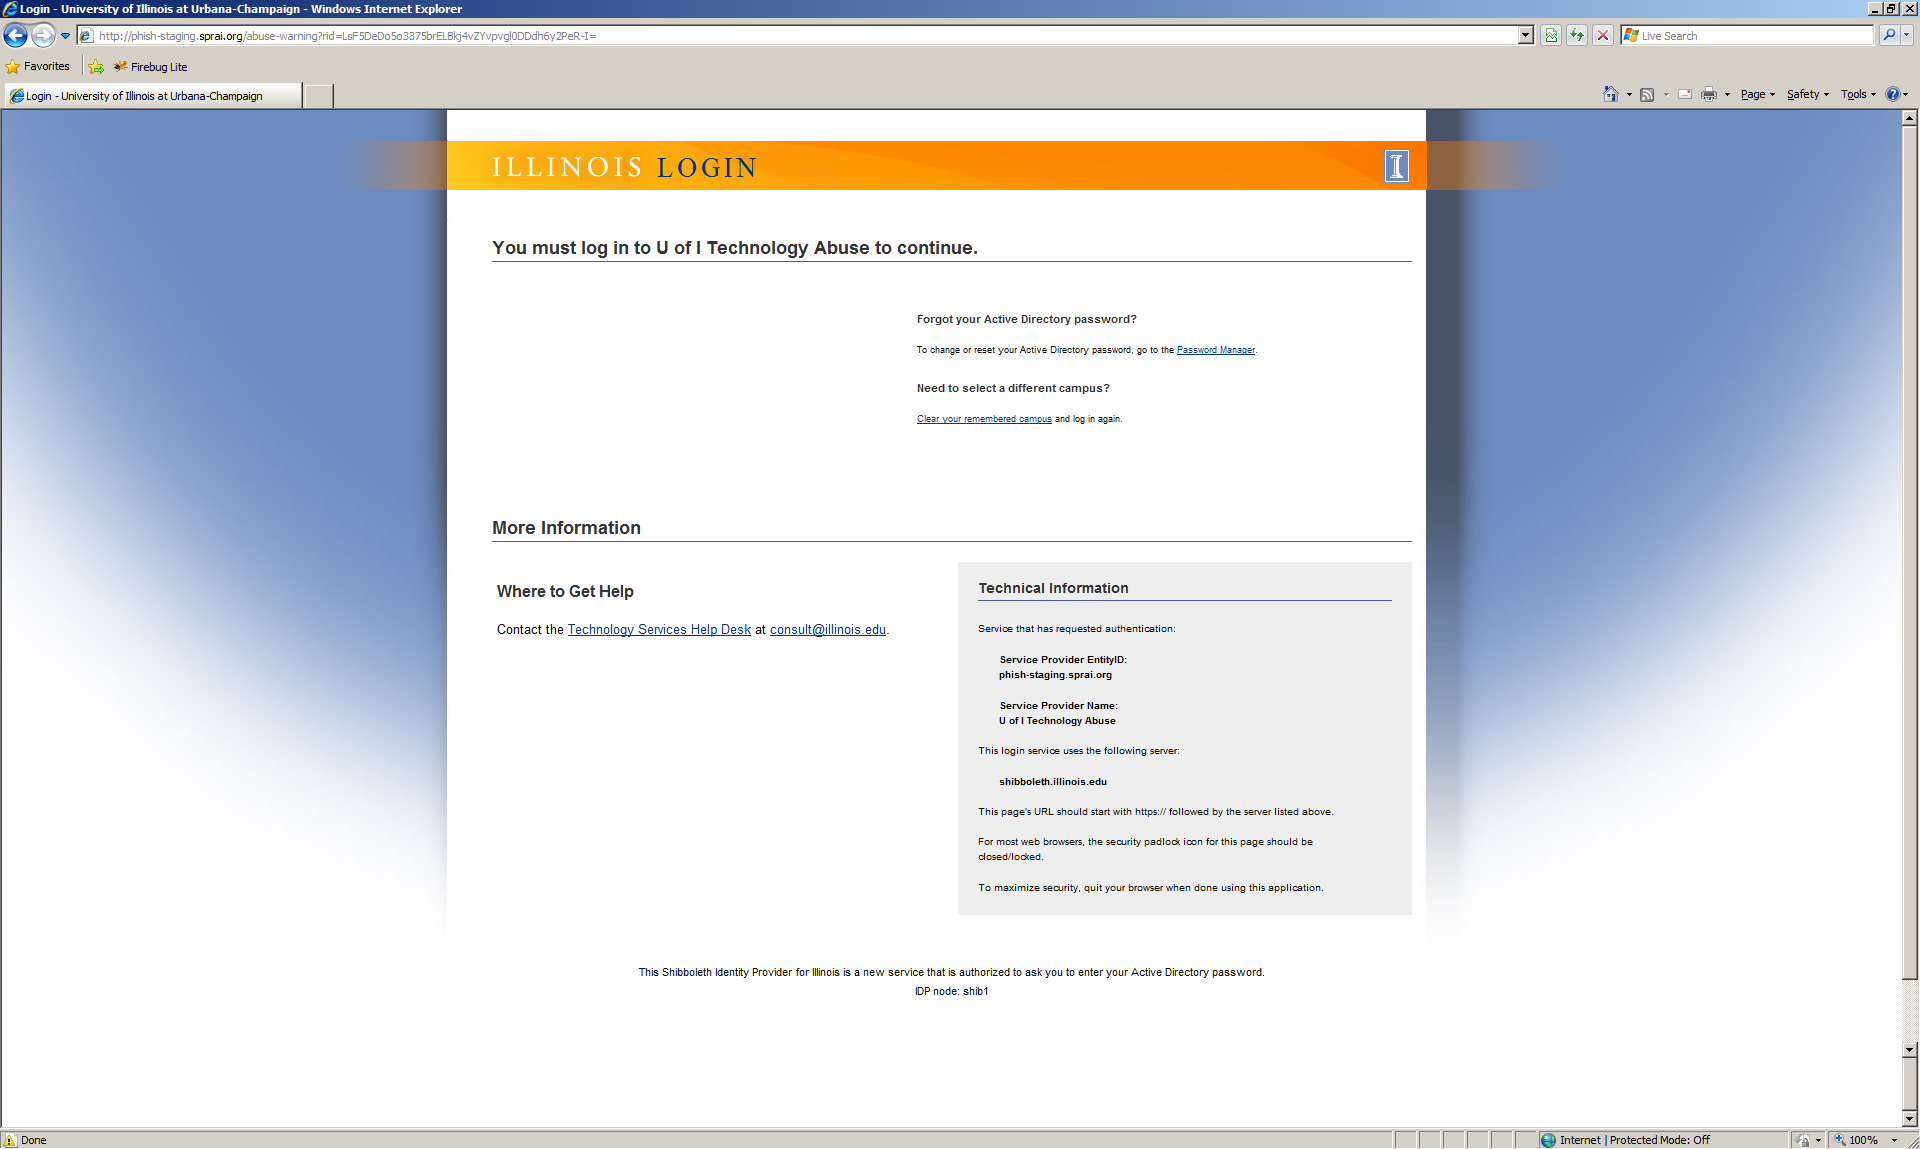 Login - University of Illinois at Urbana-Champaign - Windows Internet Explorer
http://phish-staging.sprai.org/abuse-warning?rid=LsF5DeDo5o3375brELBkj4vZYvpvgl0DDdh6y2PeR-I=
Live Search
Favorites
Firebug Lite
Login - University of Illinois at Urbana-Champaign
Page
Safety
Tools
ILLINOIS LOGIN
You must log in to U of I Technology Abuse to continue.
Forgot your Active Directory password?
To change or reset your Active Directory password, go to the Password Manager.
Need to select a different campus?
Clear your remembered campus and log in again.
More Information
Where to Get Help
Contact the Technology Services Help Desk at consult@illinois.edu.
Technical Information
Service that has requested authentication:
Service Provider EntityID:
phish-staging.sprai.org
Service Provider Name:
U of I Technology Abuse
This login service uses the following server:
shibboleth.illinois.edu
This page's URL should start with https:// followed by the server listed above.
For most web browsers, the security padlock icon for this page should be
closed/locked.
To maximize security, quit your browser when done using this application.
This Shibboleth Identity Provider for Illinois is a new service that is authorized to ask you to enter your Active Directory password.
IDP node: shib1
Done
Internet | Protected Mode: Off
100%